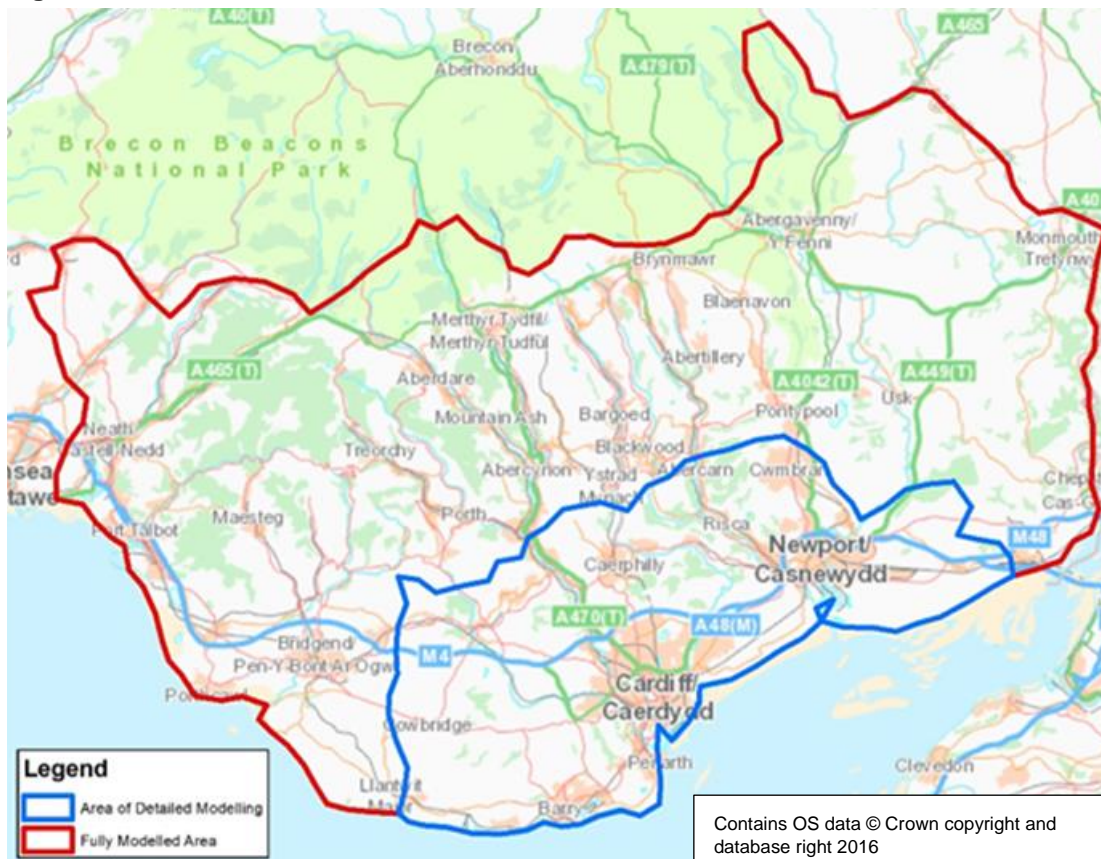 A40(T)
A465
Brecon/
Aberhonddu
A479(T)
Brecon Beacons
National Park
A40
Abergavenny/
Y Fenni
Monmouth
Trefynwy
Brynmawr
Blaenavon
Merthyr Tydfil/
Merthyr Tudful
Abertillery
A465(T)
Aberdare
A4042(T)
A449(T)
Usk
Mountain Ash
Bargoed
Pontypool
Neath
Castell-Nedd
Treorchy
Blackwood
Abercynon
Ystrad
Abercarn
Cwmbran
Port Talbot
Maesteg
Porth
Risca
M48
Newport/
Casnewydd
Caerphilly
A470(T)
A48(M)
Bridgend/
Pen-Y-Bont Ar Ogwr
M4
Porthcawl
Cardiff/
Caerdydd
Cowbridge
Penarth
Clevedon
Llantwit
Major
Barry
Legend
Area of Detailed Modelling
Fully Modelled Area
Contains OS data © Crown copyright and
database right 2016